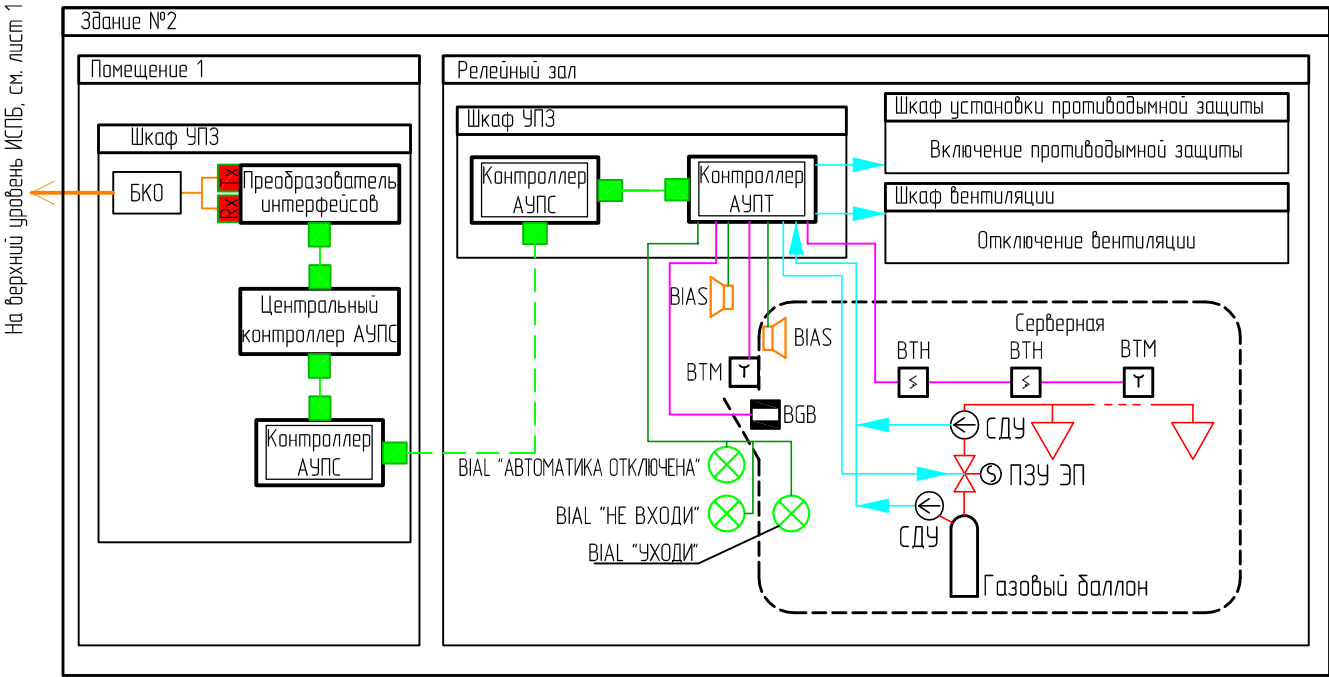 На верхний уровень ИСПБ, см. лист 1
Здание №2
Помещение 1
Шкаф УПЗ
БКО
Tx
Rx
Преобразователь
интерфейсов
Центральный
контроллер АУПС
Контроллер
АУПС
Релейный зал
Шкаф УПЗ
Контроллер
АУПС
Контроллер
АУПТ
Шкаф установки противодымной защиты
Включение противодымной защиты
Шкаф вентиляции
Отключение вентиляции
BIAS
BIAS
Серверная
BTH
BTH
BTM
BTM
BGB
СДУ
BIAL "АВТОМАТИКА ОТКЛЮЧЕНА"
ПЗУ ЭП
BIAL "НЕ ВХОДИ"
СДУ
BIAL "УХОДИ"
Газовый баллон